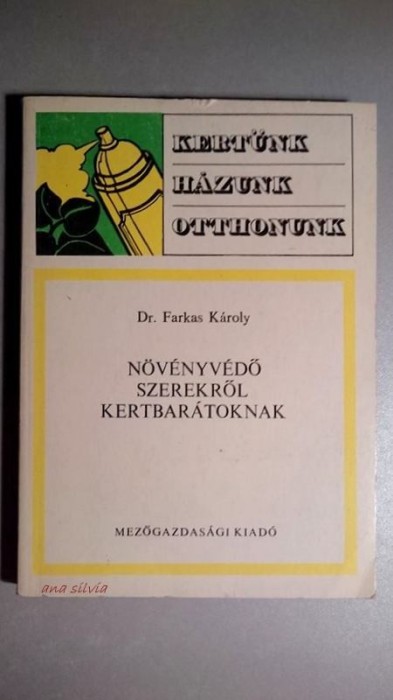 KERTÜNK
HÁZUNK
OTTHONUNK
Dr. Farkas Károly
NÖVÉNYVÉDŐ
SZEREKRŐL
KERTBARÁTOKNAK
MEZŐGAZDASÁGI KIADÓ
ana silvia